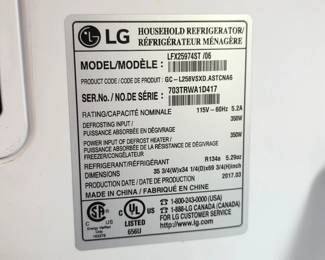 LG
HOUSEHOLD REFRIGERATOR/
RÉFRIGÉRATEUR MÉNAGÈRE
MODEL/MODÈLE: LFX25974ST /06
PRODUCT CODE / CODE DE PRODUIT : GC-L258VSXD.ASTCNA6
SER.No/ /NO.DE SÉRIE : 703TRWA1D417
RATING/CAPACITÉ NOMINALE 115V~60Hz 5.2A
DEFROSTING INPUT / 350W
PUISSANCE ABSORBÉE EN DÉGIVRAGE
POWER INPUT OF DEFROST HEATER / 350W
PUISSANCE ABSORBÉE EN DÉGIVRAGE
FREEZER/CONGÉLATEUR
REFRIGERANT/RÉFRIGÉRANT R134a 5.29oz
DIMENSIONS 35 3/4(W)x34 1/4(D)x69 3/4(H)inch
PRODUCTION DATE / DATE DE PRODUCTION 2017.03
MADE IN CHINA / FABRIQUÉ EN CHINE
1-800-243-0000 (USA)
1-888-LG CANADA (CANADA)
FOR LG CUSTOMER SERVICE
http://www.lg.com
LISTED
656U
Energy Verified